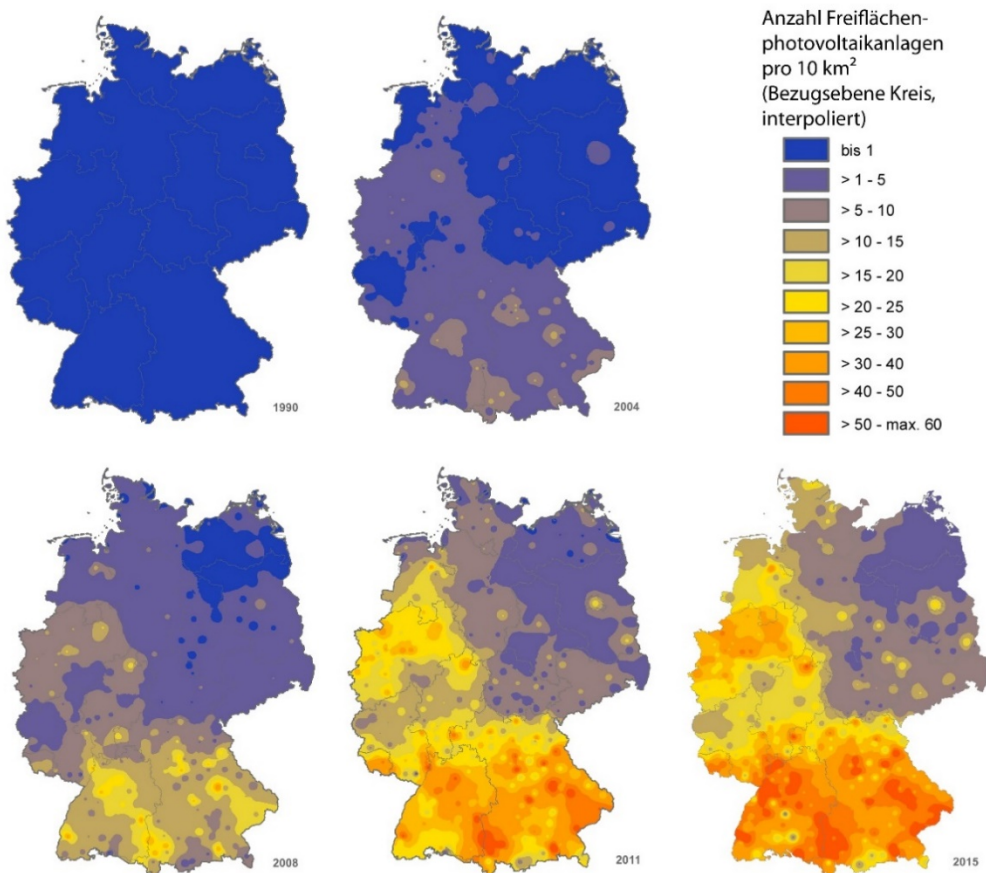 Anzahl Freiflächen-
photovoltaikanlagen
pro 10 km²
(Bezugsebene Kreis,
interpoliert)
bis 1
> 1 - 5
> 5 - 10
> 10 - 15
> 15 - 20
> 20 - 25
> 25 - 30
> 30 - 40
> 40 - 50
> 50 - max. 60
1990
2004
2008
2011
2015